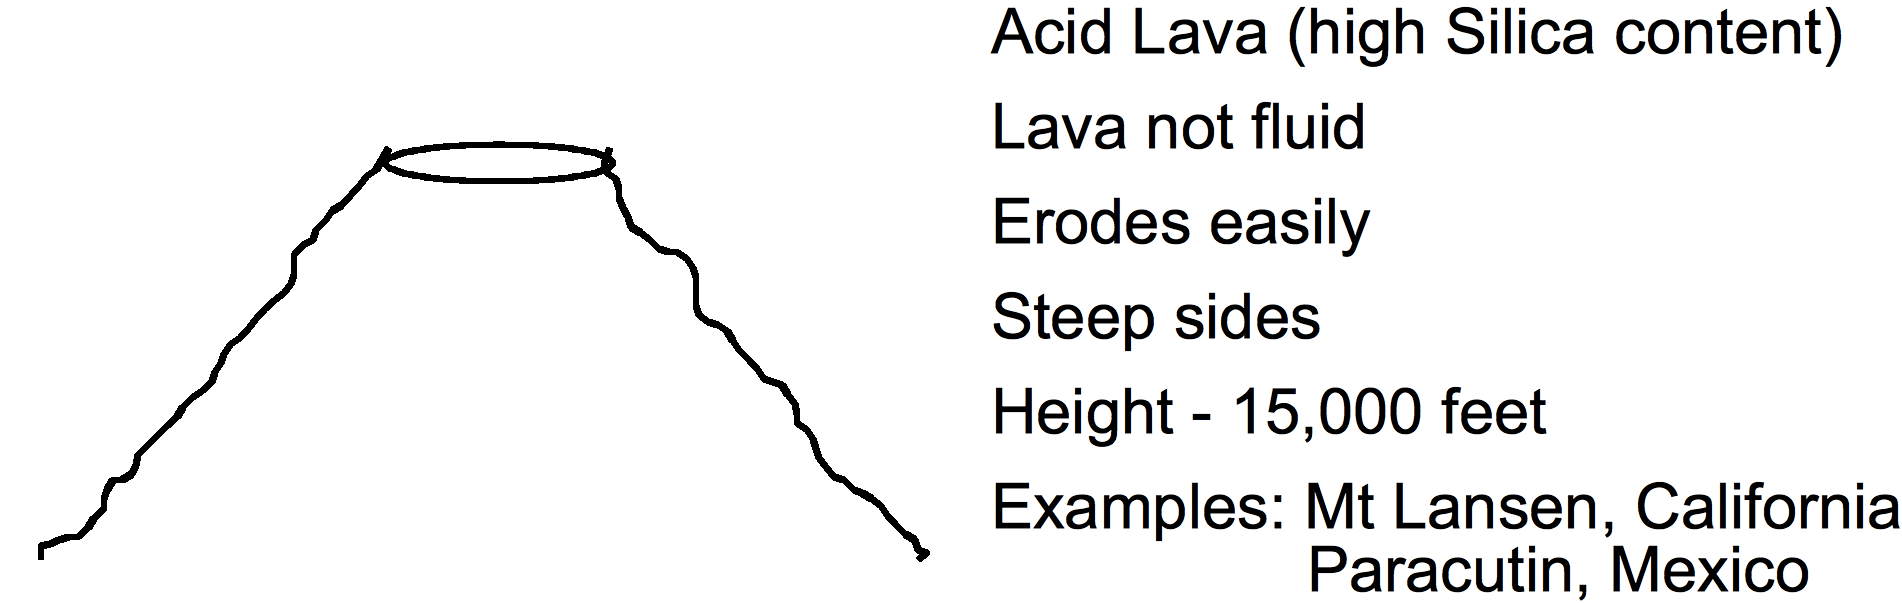 Acid Lava (high Silica content)
Lava not fluid
Erodes easily
Steep sides
Height - 15,000 feet
Examples: Mt Lansen, California
Paracutin, Mexico